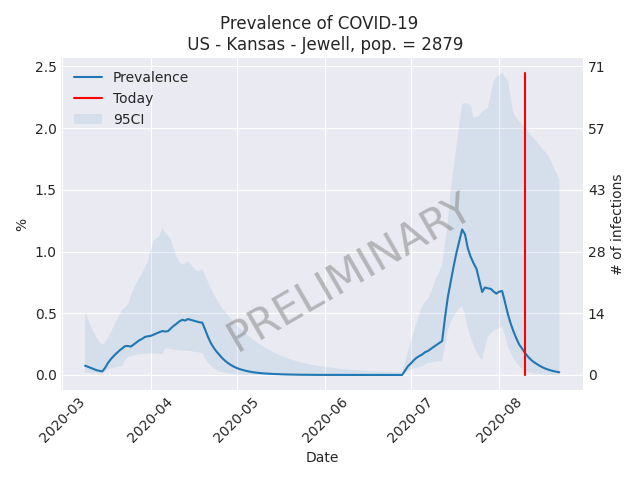 Prevalence of COVID-19
US - Kansas - Jewell, pop. = 2879
Prevalence
Today
95CI
2.5
2.0
1.5
1.0
0.5
0.0
%
71
57
43
28
14
0
# of infections
PRELIMINARY
2020-03
2020-04
2020-05
2020-06
2020-07
2020-08
Date